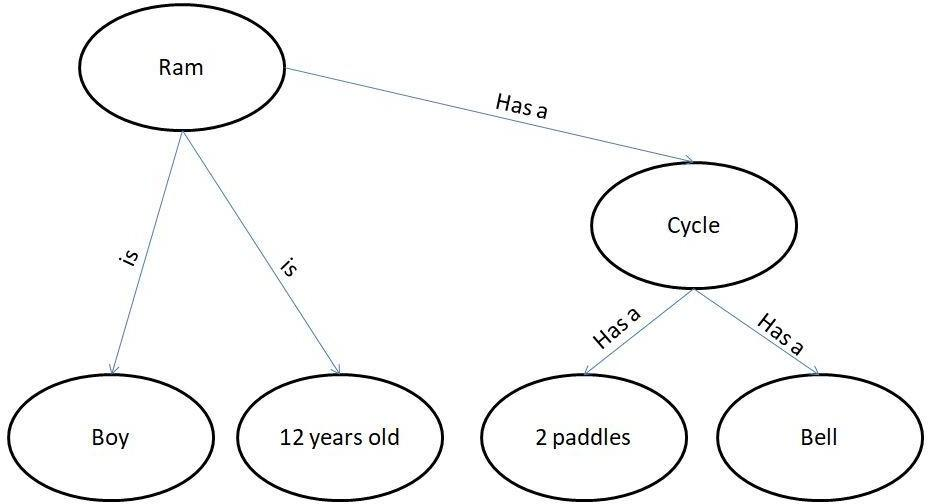 Ram
Has a
Cycle
is
is
Has a
Has a
Boy
12 years old
2 paddles
Bell